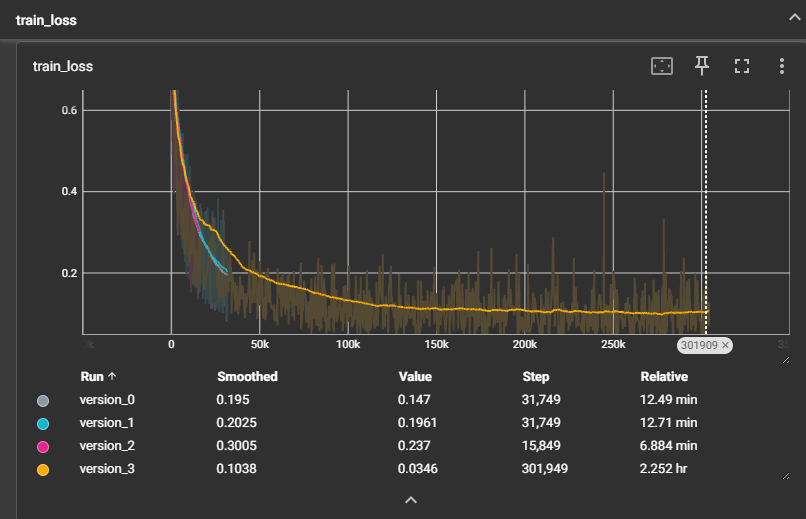 train_loss
train_loss
0.6
0.4
0.2
0 50k 100k 150k 200k 250k
301909 ×
Run ↑ Smoothed Value Step Relative
version_0 0.195 0.147 31,749 12.49 min
version_1 0.2025 0.1961 31,749 12.71 min
version_2 0.3005 0.237 15,849 6.884 min
version_3 0.1038 0.0346 301,949 2.252 hr